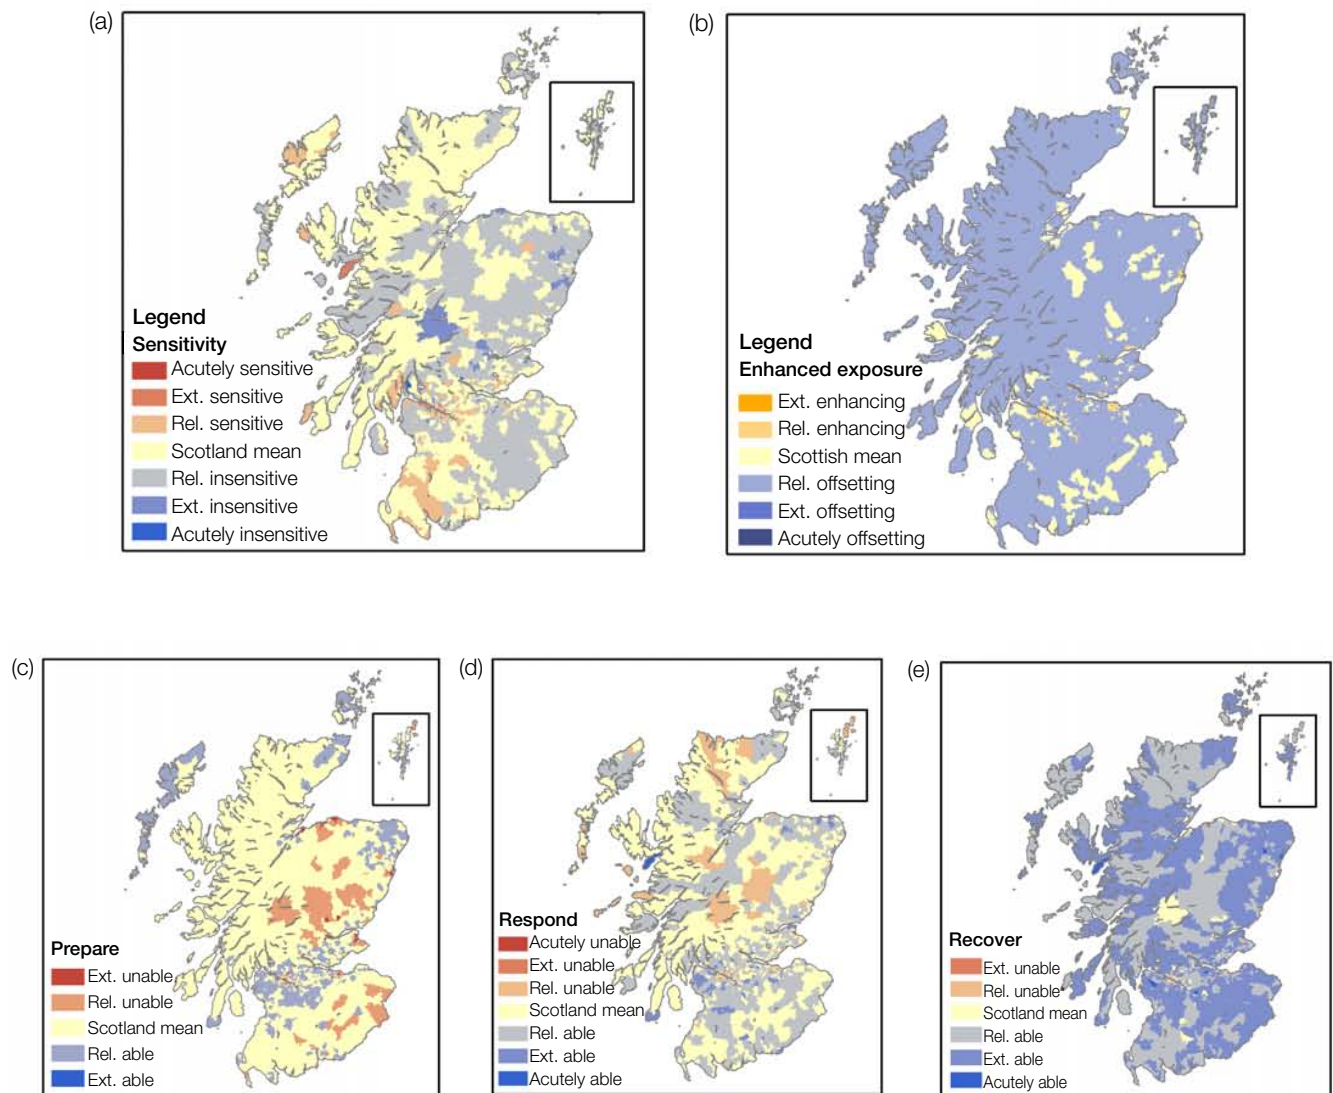 (a)
Legend
Sensitivity
Acutely sensitive
Ext. sensitive
Rel. sensitive
Scotland mean
Rel. insensitive
Ext. insensitive
Acutely insensitive
(b)
Legend
Enhanced exposure
Ext. enhancing
Rel. enhancing
Scottish mean
Rel. offsetting
Ext. offsetting
Acutely offsetting
(c)
Prepare
Ext. unable
Rel. unable
Scotland mean
Rel. able
Ext. able
(d)
Respond
Acutely unable
Ext. unable
Rel. unable
Scotland mean
Rel. able
Ext. able
Acutely able
(e)
Recover
Ext. unable
Rel. unable
Scotland mean
Rel. able
Ext. able
Acutely able